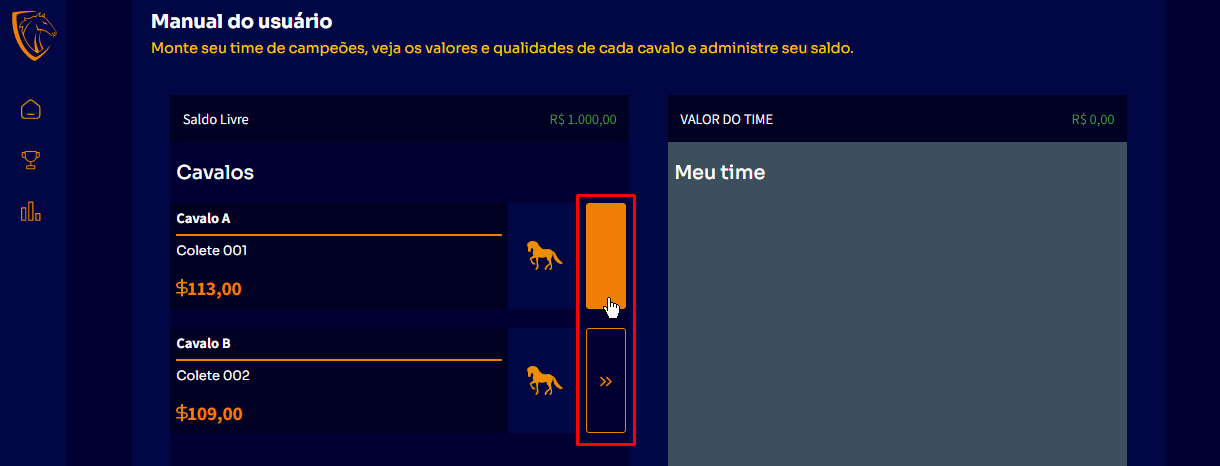 Manual do usuário
Monte seu time de campeões, veja os valores e qualidades de cada cavalo e administre seu saldo.
Saldo Livre
R$ 1.000,00
Cavalos
Cavalo A
Colete 001
$113,00
Cavalo B
Colete 002
$109,00
VALOR DO TIME
R$ 0,00
Meu time